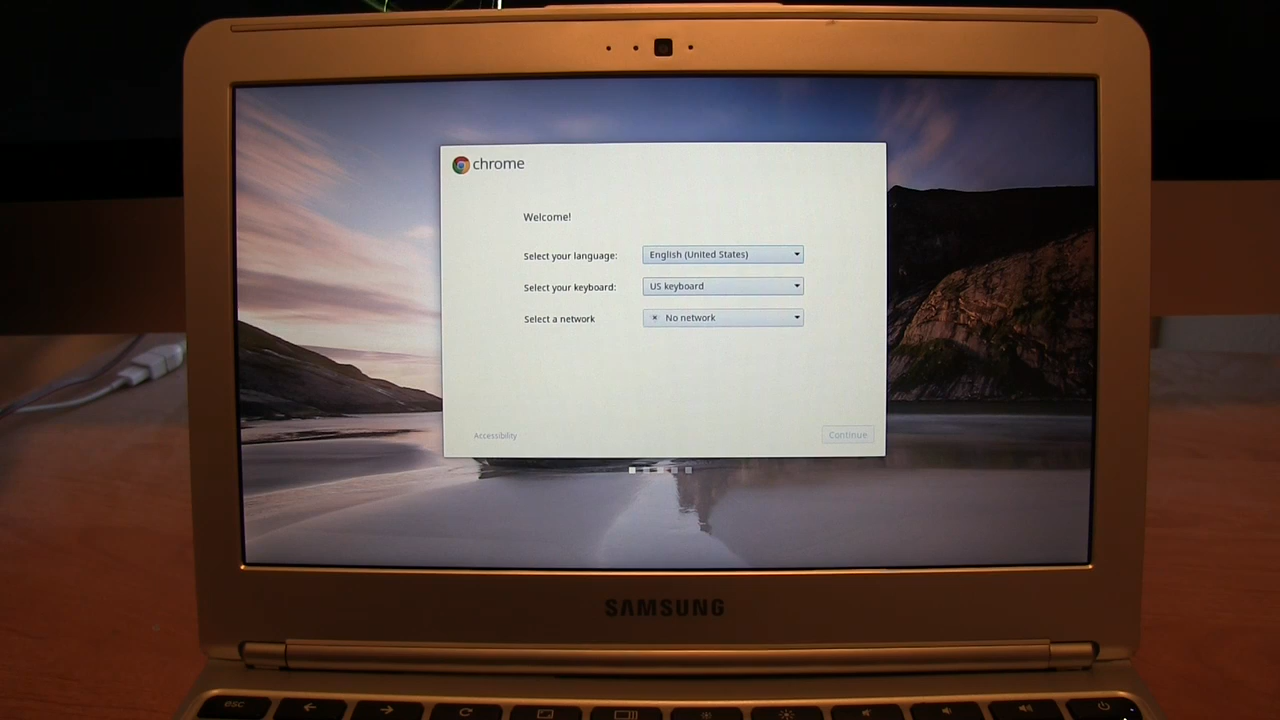 chrome
Welcome!
Select your language: English (United States)
Select your keyboard: US keyboard
Select a network No network
Accessibility Continue
SAMSUNG
esc